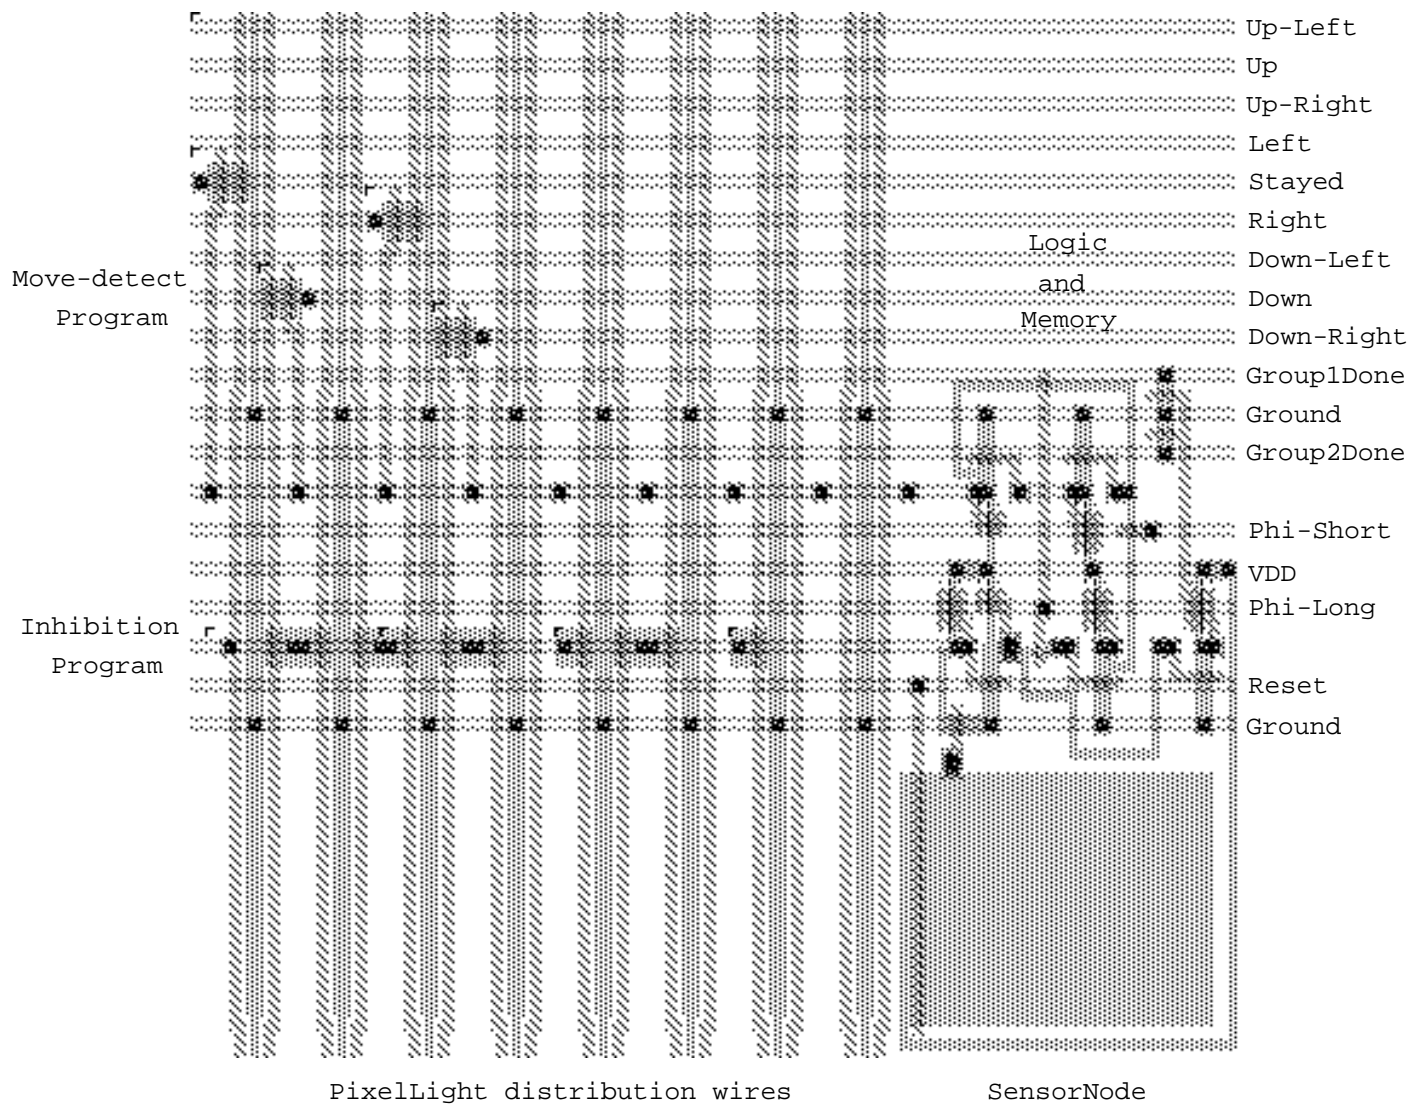 Up-Left
Up
Up-Right
Left
Stayed
Right
Logic
and
Memory
Down-Left
Down
Down-Right
Move-detect
Program
Group1Done
Ground
Group2Done
Phi-Short
VDD
Phi-Long
Inhibition
Program
Reset
Ground
PixelLight distribution wires
SensorNode